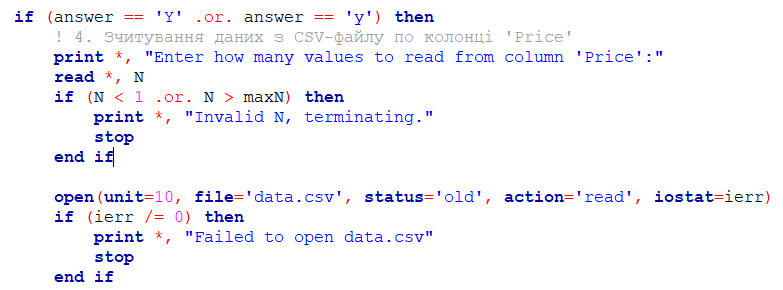 if (answer == 'Y' .or. answer == 'y') then
! 4. Зчитування даних з CSV-файлу по колонці 'Price'
print *, "Enter how many values to read from column 'Price':"
read *, N
if (N < 1 .or. N > maxN) then
print *, "Invalid N, terminating."
stop
end if
open(unit=10, file='data.csv', status='old', action='read', iostat=ierr)
if (ierr /= 0) then
print *, "Failed to open data.csv"
stop
end if